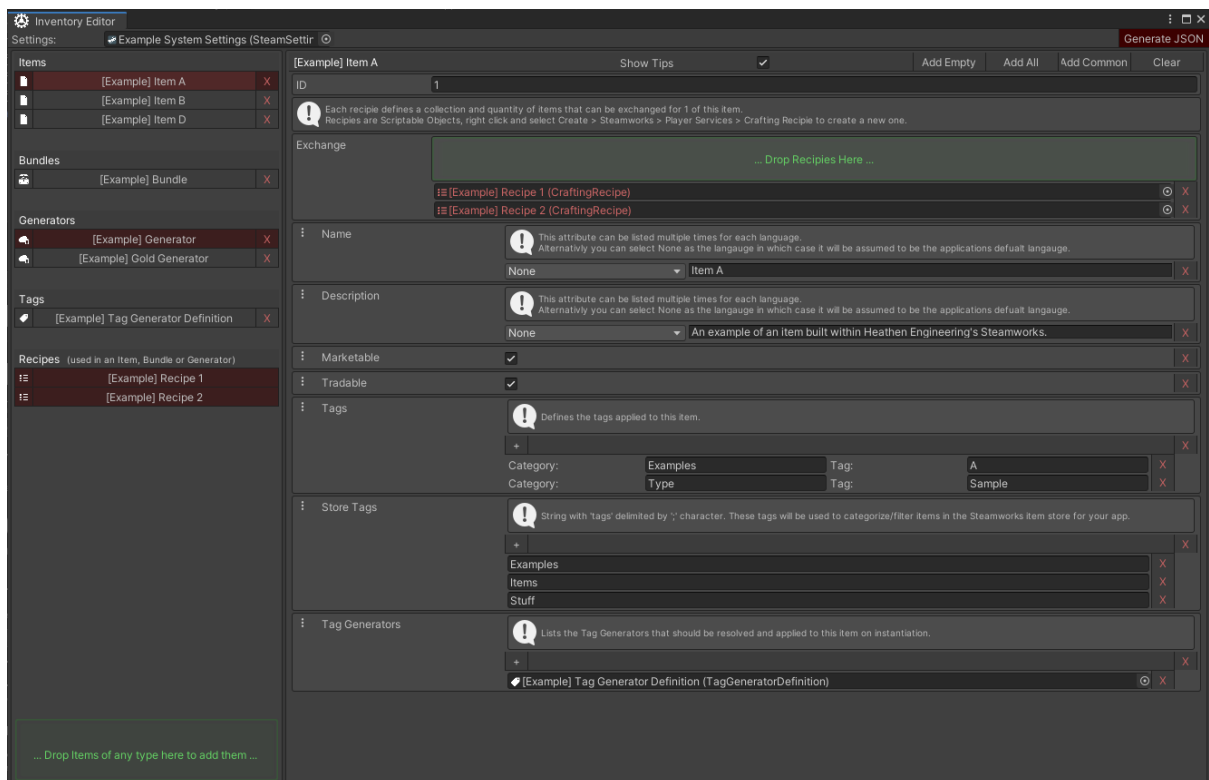 Inventory Editor
Settings: Example System Settings (SteamSettir
Generate JSON
Items
[Example] Item A X
[Example] Item B X
[Example] Item D X
Bundles
[Example] Bundle X
Generators
[Example] Generator X
[Example] Gold Generator X
Tags
[Example] Tag Generator Definition X
Recipes (used in an Item, Bundle or Generator)
[Example] Recipe 1
[Example] Recipe 2
... Drop Items of any type here to add them ...
[Example] Item A Show Tips Add Empty Add All Add Common Clear
ID 1
Each recipie defines a collection and quantity of items that can be exchanged for 1 of this item.
Recipies are Scriptable Objects, right click and select Create > Steamworks > Player Services > Crafting Recipie to create a new one.
Exchange
... Drop Recipies Here ...
[Example] Recipe 1 (CraftingRecipe) X
[Example] Recipe 2 (CraftingRecipe) X
Name
This attribute can be listed multiple times for each language.
Alternativly you can select None as the langauge in which case it will be assumed to be the applications defualt langauge.
None Item A X
Description
This attribute can be listed multiple times for each language.
Alternativly you can select None as the langauge in which case it will be assumed to be the applications defualt langauge.
None An example of an item built within Heathen Engineering's Steamworks. X
Marketable X
Tradable X
Tags
Defines the tags applied to this item.
+ X
Category: Examples Tag: A X
Category: Type Tag: Sample X
Store Tags
String with 'tags' delimited by ';' character. These tags will be used to categorize/filter items in the Steamworks item store for your app.
+ X
Examples X
Items X
Stuff X
Tag Generators
Lists the Tag Generators that should be resolved and applied to this item on instantiation.
+ X
[Example] Tag Generator Definition (TagGeneratorDefinition) X